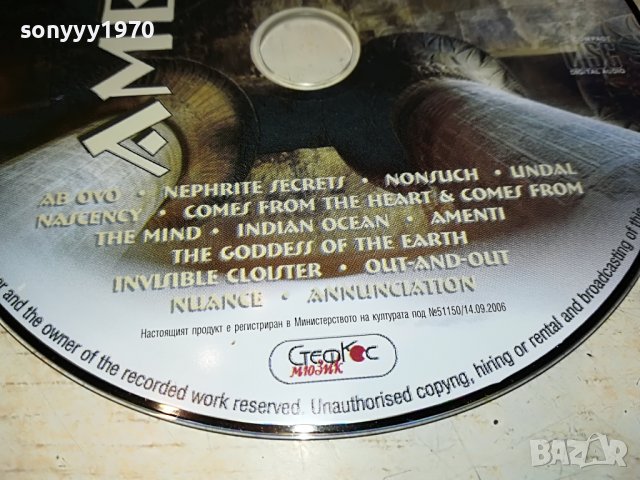 sonyyy1970
COMPACT
DIGITAL AUDIO
AB OVO • NEPHRITE SECRETS • NONSUCH • UNDAL
NASCENCY • COMES FROM THE HEART & COMES FROM
THE MIND • INDIAN OCEAN • AMENTI
THE GODDESS OF THE EARTH
INVISIBLE CLOISTER • OUT-AND-OUT
NUANCE • ANNUNCIATION
Настоящият продукт е регистриран в Министерството на културата под №51150/14.09.2006
СтефКос
МЮЗИК
and the owner of the recorded work reserved. Unauthorised copyng, hiring or rental and broadcasting of
BAZAR
bg